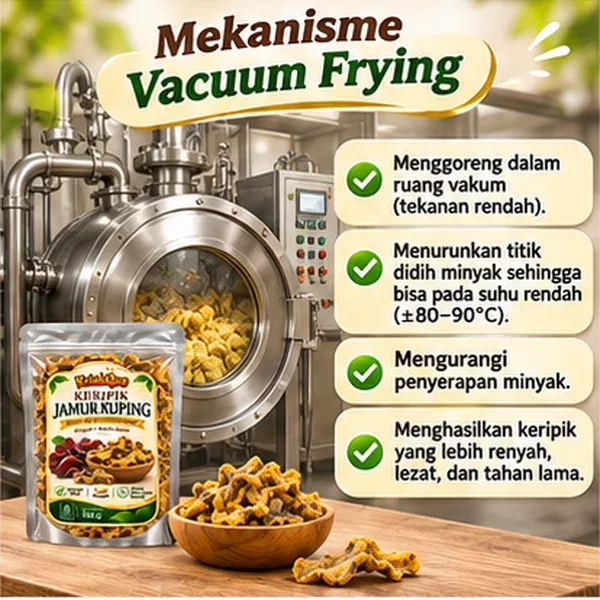 Mekanisme
Vacuum Frying
Menggoreng dalam
ruang vakum
(tekanan rendah).
Menurunkan titik
didih minyak sehingga
bisa pada suhu rendah
(±80–90°C).
Mengurangi
penyerapan minyak.
Menghasilkan keripik
yang lebih renyah,
lezat, dan tahan lama.
KERIPIK
JAMUR KUPING